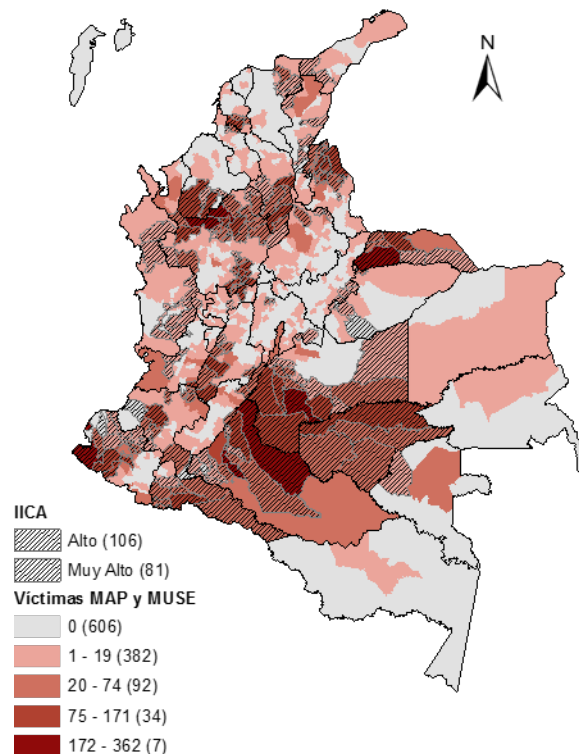 N
IICA
Alto (106)
Muy Alto (81)
Víctimas MAP y MUSE
0 (606)
1 - 19 (382)
20 - 74 (92)
75 - 171 (34)
172 - 362 (7)